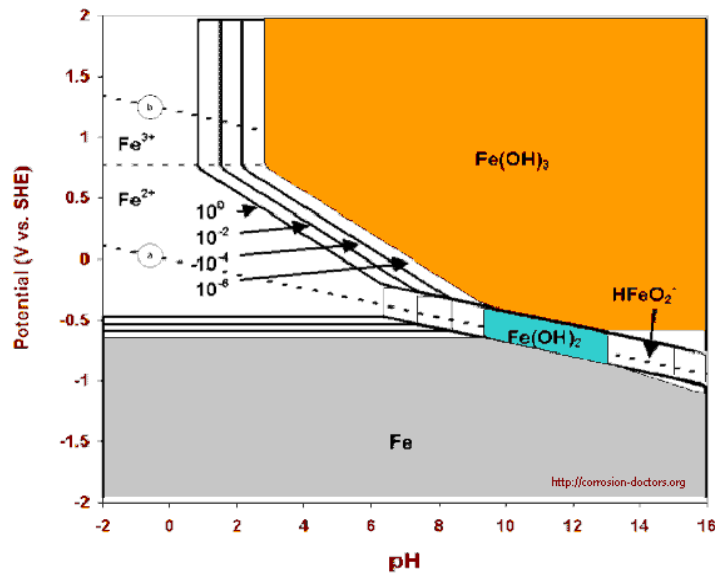 2
1.5
1
0.5
0
-0.5
-1
-1.5
-2
Potential (V vs. SHE)
b
Fe³⁺
Fe²⁺
a
10⁰
10⁻²
10⁻⁴
10⁻⁶
Fe(OH)₃
HFeO₂⁻
Fe(OH)₂
Fe
http://corrosion-doctors.org
-2 0 2 4 6 8 10 12 14 16
pH